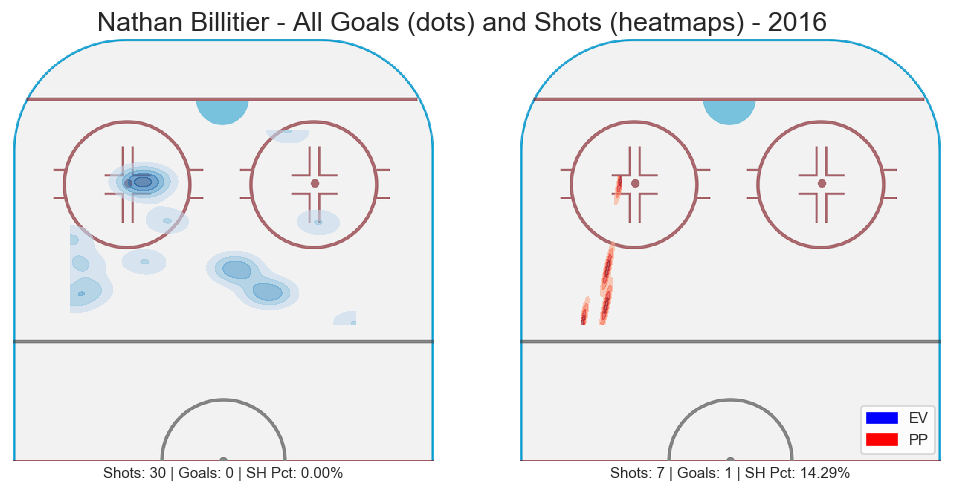 Nathan Billitier - All Goals (dots) and Shots (heatmaps) - 2016
EV
PP
Shots: 30 | Goals: 0 | SH Pct: 0.00%
Shots: 7 | Goals: 1 | SH Pct: 14.29%